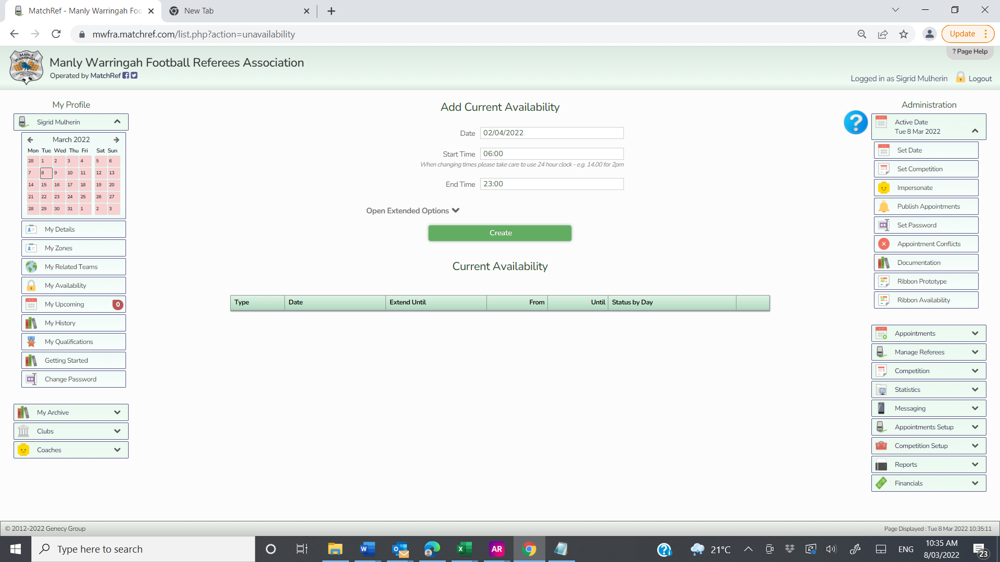 MatchRef - Manly Warringah Foo
New Tab
mwfra.matchref.com/list.php?action=unavailability
Update
? Page Help
MANLY
WARRINGAH
Manly Warringah Football Referees Association
Operated by MatchRef
Logged in as Sigrid Mulherin
Logout
My Profile
Sigrid Mulherin
March 2022
Mon Tue Wed Thu Fri Sat Sun
28 1 2 3 4 5 6
7 8 9 10 11 12 13
14 15 16 17 18 19 20
21 22 23 24 25 26 27
28 29 30 31 1 2 3
My Details
My Zones
My Related Teams
My Availability
My Upcoming 0
My History
My Qualifications
Getting Started
Change Password
My Archive
Clubs
Coaches
Add Current Availability
Date 02/04/2022
Start Time 06:00
When changing times please take care to use 24 hour clock - e.g. 14.00 for 2pm
End Time 23:00
Open Extended Options
Create
Current Availability
Type Date Extend Until From Until Status by Day
Administration
?
Active Date
Tue 8 Mar 2022
Set Date
Set Competition
Impersonate
Publish Appointments
Set Password
Appointment Conflicts
Documentation
Ribbon Prototype
Ribbon Availability
Appointments
Manage Referees
Competition
Statistics
Messaging
Appointments Setup
Competition Setup
Reports
Financials
© 2012-2022 Genecy Group
Page Displayed : Tue 8 Mar 2022 10:35:11
Type here to search
AR
21°C
ENG
10:35 AM
8/03/2022
23